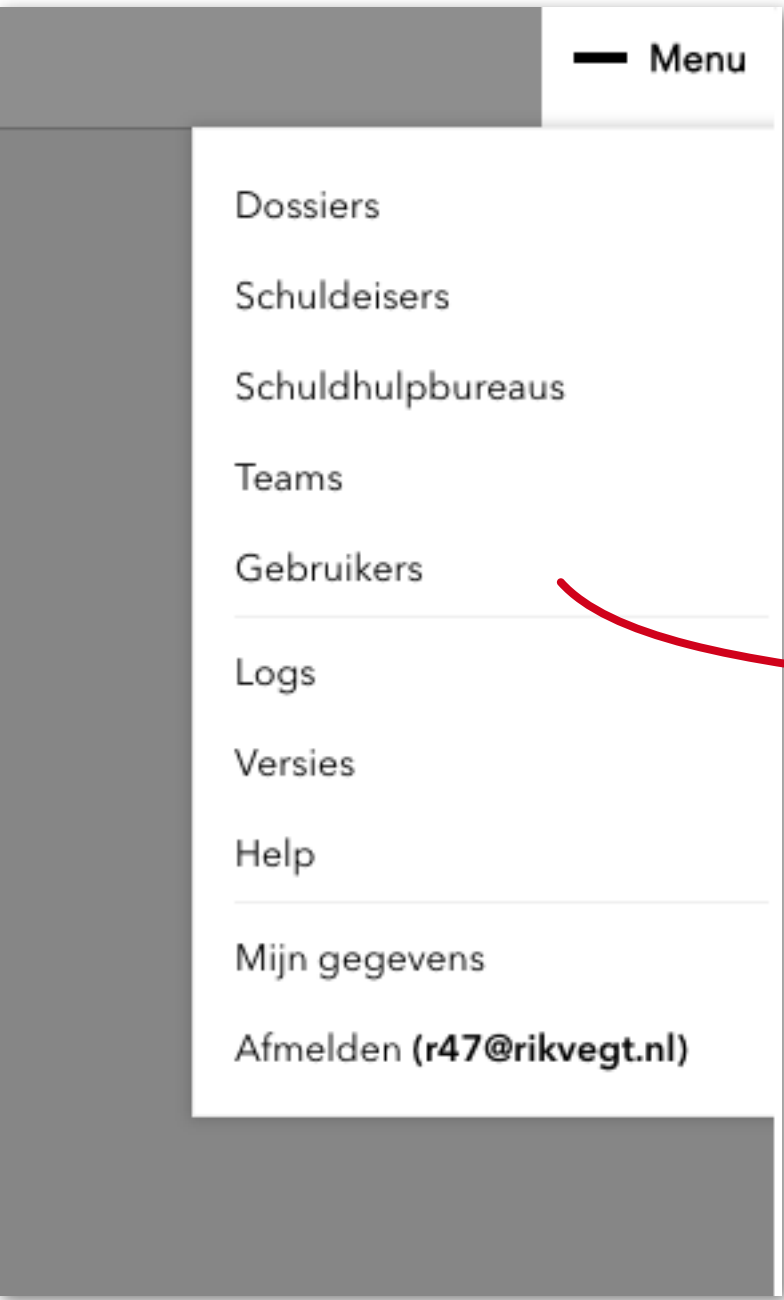 Menu
Dossiers
Schuldeisers
Schuldhulpbureaus
Teams
Gebruikers
Logs
Versies
Help
Mijn gegevens
Afmelden (r47@rikvegt.nl)